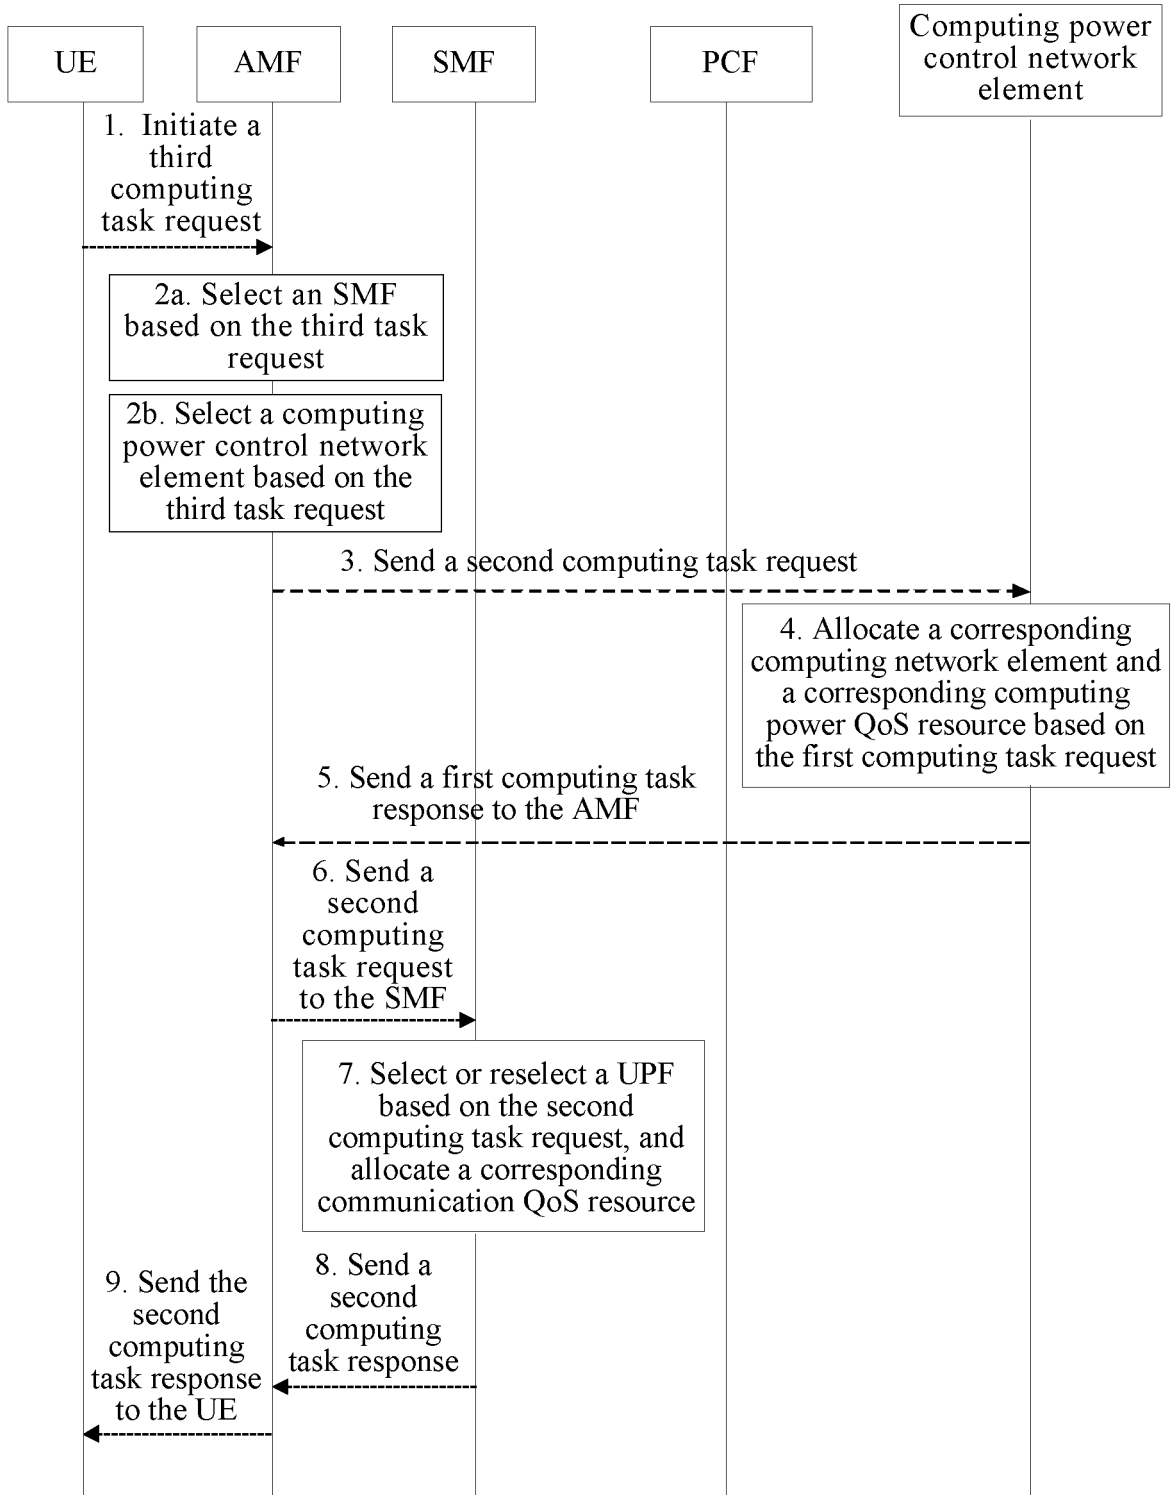 UE
AMF
SMF
PCF
Computing power
control network
element
1. Initiate a
third
computing
task request
2a. Select an SMF
based on the third task
request
2b. Select a computing
power control network
element based on the
third task request
3. Send a second computing task request
4. Allocate a corresponding
computing network element and
a corresponding computing
power QoS resource based on
the first computing task request
5. Send a first computing task
response to the AMF
6. Send a
second
computing
task request
to the SMF
7. Select or reselect a UPF
based on the second
computing task request, and
allocate a corresponding
communication QoS resource
8. Send a
second
computing
task response
9. Send the
second
computing
task response
to the UE